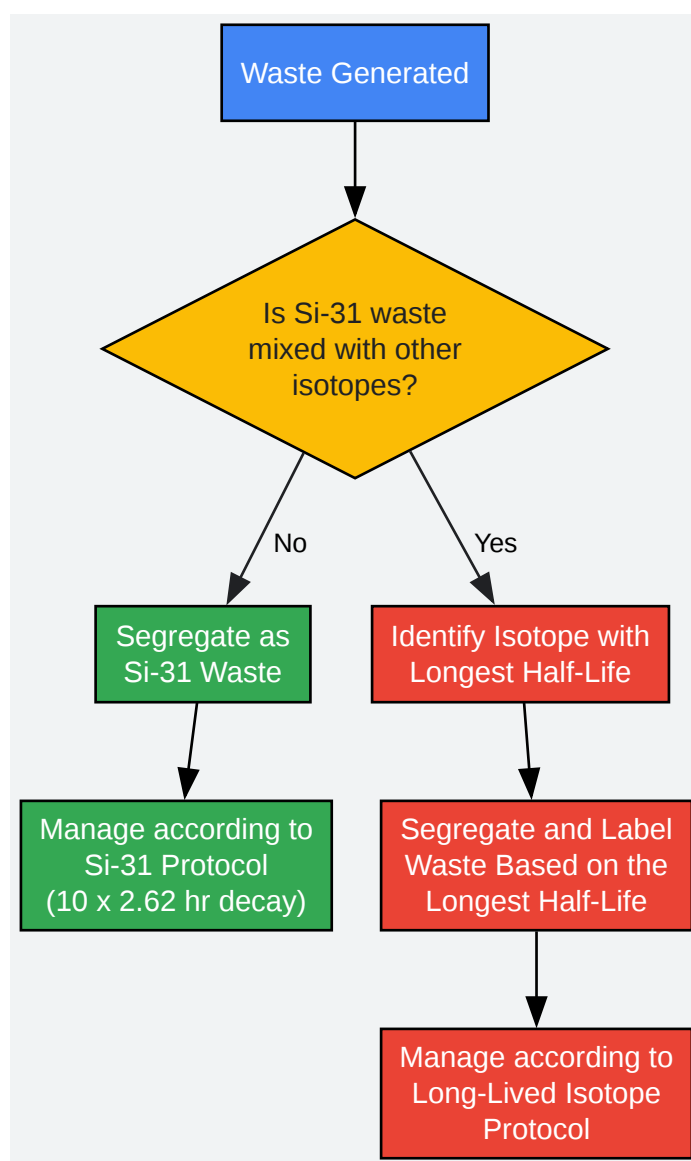 Waste Generated
Is Si-31 waste
mixed with other
isotopes?
No
Yes
Segregate as
Si-31 Waste
Identify Isotope with
Longest Half-Life
Manage according to
Si-31 Protocol
(10 x 2.62 hr decay)
Segregate and Label
Waste Based on the
Longest Half-Life
Manage according to
Long-Lived Isotope
Protocol